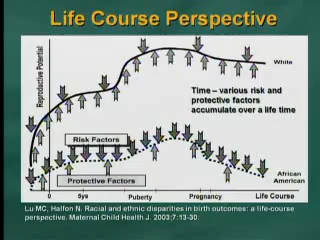 Life Course Perspective
Reproductive Potential
White
Time – various risk and
protective factors
accumulate over a life time
Risk Factors
Protective Factors
African
American
0 5ys Puberty Pregnancy Life Course
Lu MC, Halfon N. Racial and ethnic disparities in birth outcomes: a life-course
perspective. Maternal Child Health J. 2003;7:13-30.